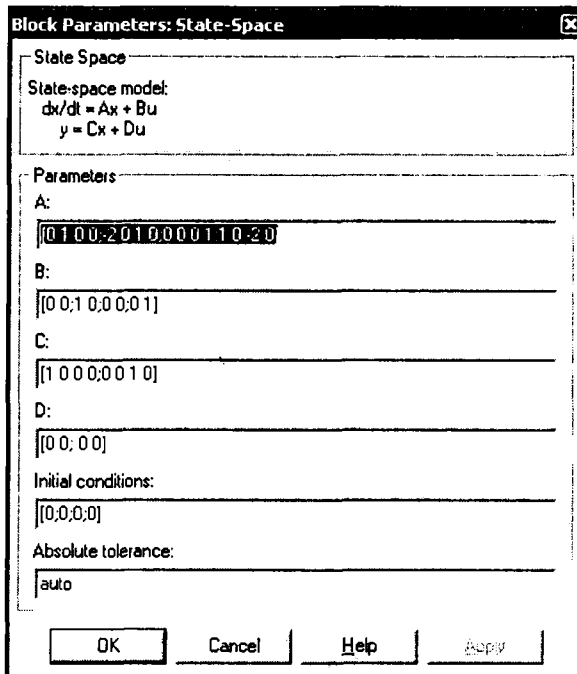 Block Parameters: State-Space
State Space
State-space model:
dx/dt = Ax + Bu
y = Cx + Du
Parameters
A:
[0 1 0 0;-2 0 1 0;0 0 0 1;1 0 -2 0]
B:
[0 0;1 0;0 0;0 1]
C:
[1 0 0 0;0 0 1 0]
D:
[0 0; 0 0]
Initial conditions:
[0;0;0;0]
Absolute tolerance:
auto
OK
Cancel
Help
Apply